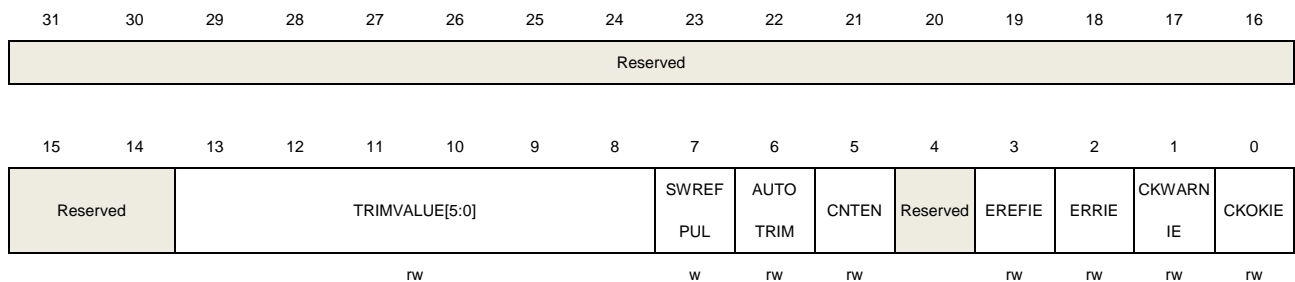 31 30 29 28 27 26 25 24 23 22 21 20 19 18 17 16
Reserved
15 14 13 12 11 10 9 8 7 6 5 4 3 2 1 0
Reserved TRIMVALUE[5:0] SWREF PUL AUTO TRIM CNTEN Reserved EREFIE ERRIE CKWARN IE CKOKIE
rw w rw rw rw rw rw rw